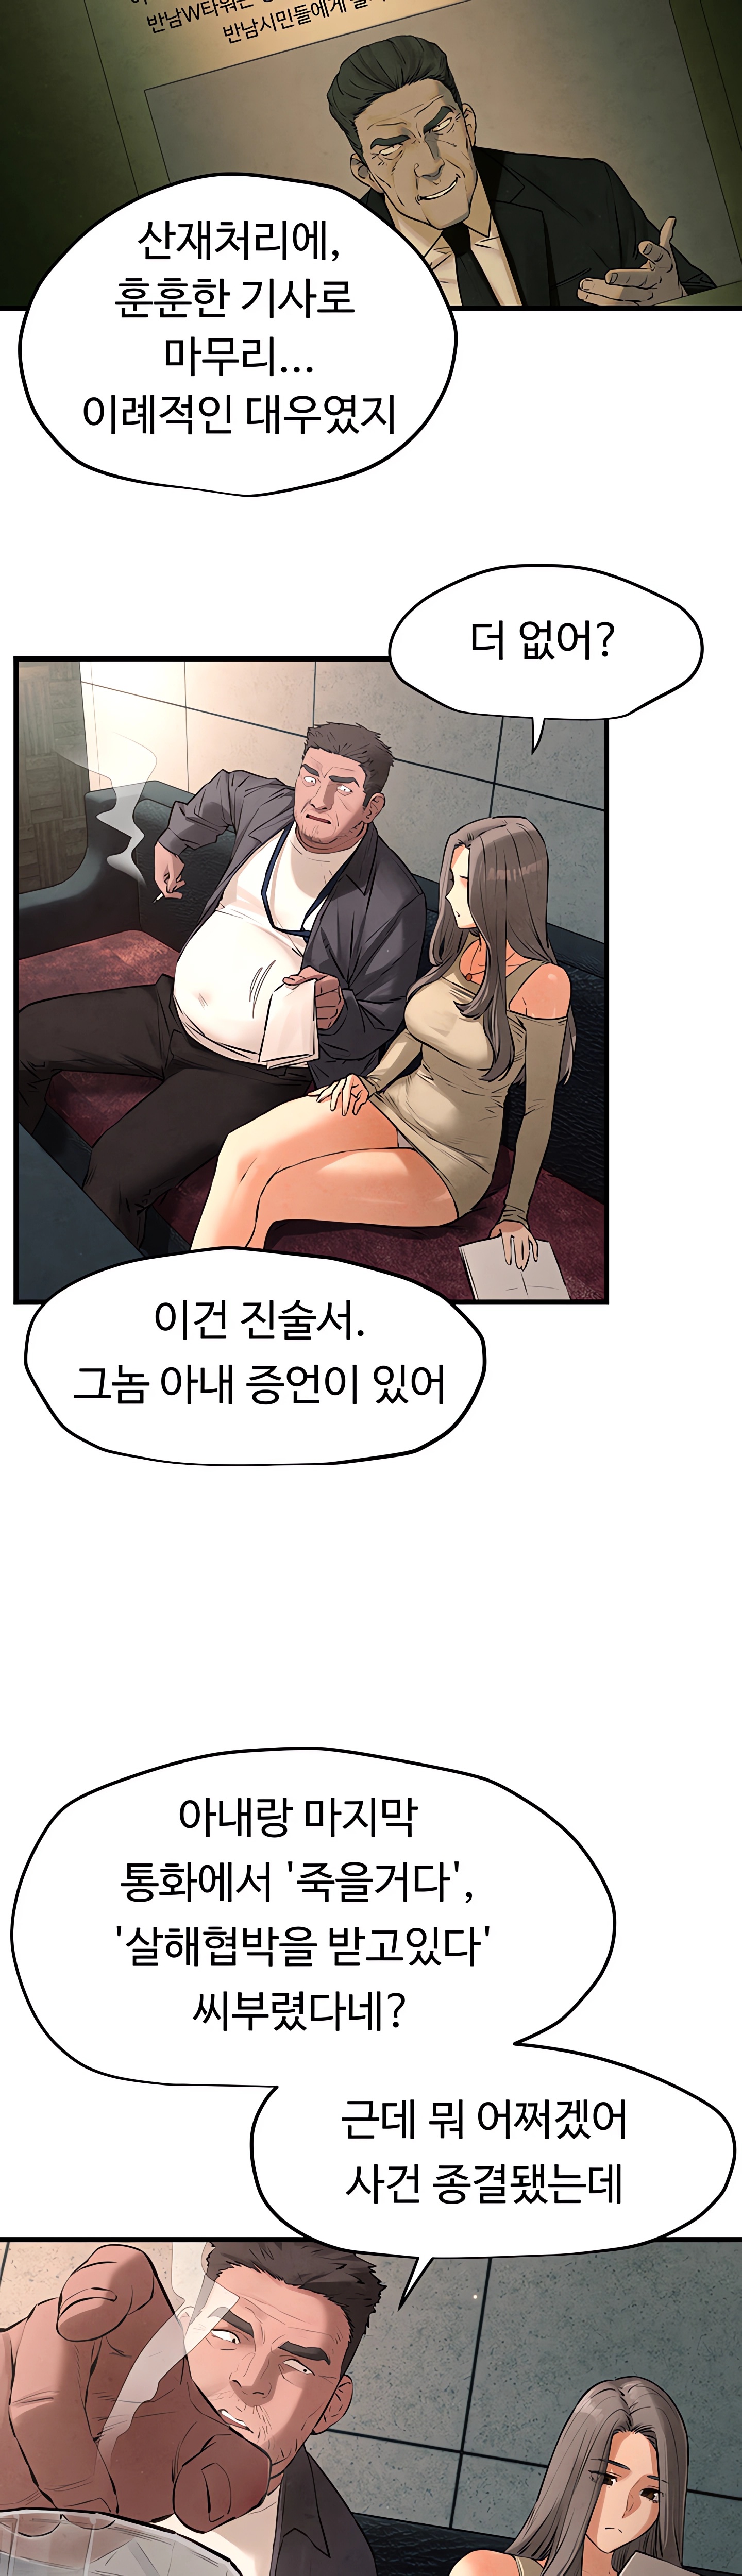 반남W타워는
반남시민들에게
산재처리에,
훈훈한 기사로
마무리...
이례적인 대우였지
더 없어?
이건 진술서.
그놈 아내 증언이 있어
아내랑 마지막
통화에서 '죽을거다',
'살해협박을 받고있다'
씨부렸다네?
근데 뭐 어쩌겠어
사건 종결됐는데